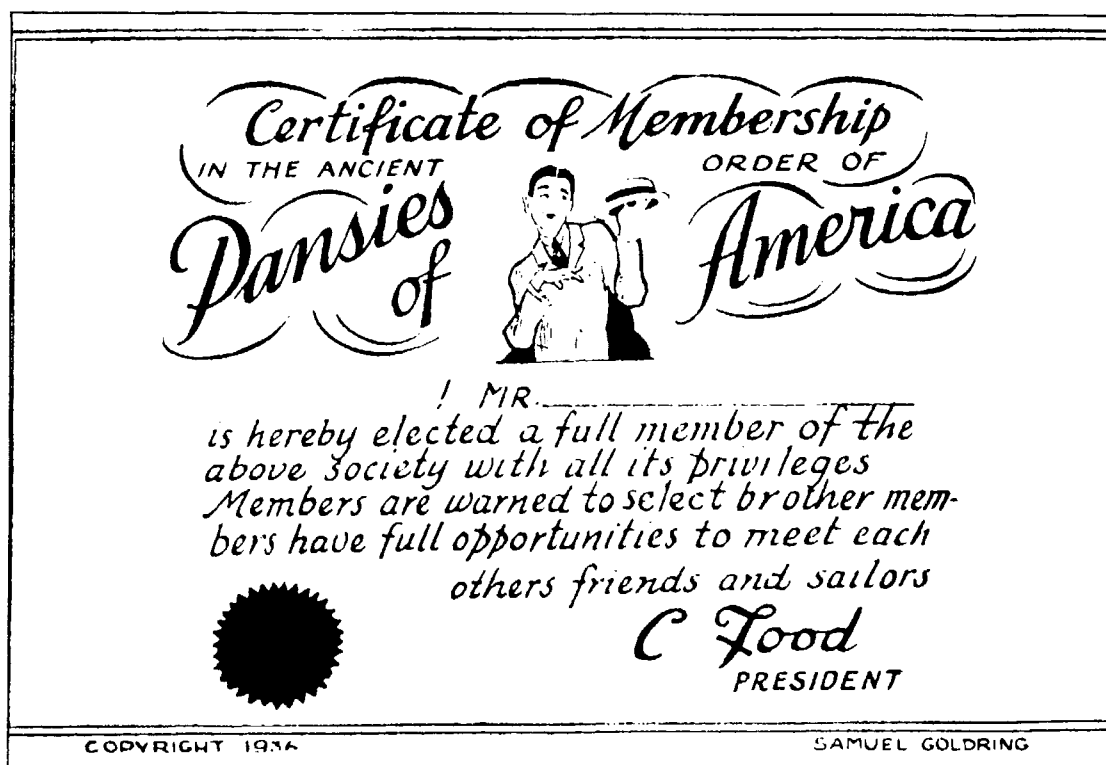 Certificate of Membership
IN THE ANCIENT ORDER OF
Pansies of America
! MR.
is hereby elected a full member of the
above society with all its privileges
Members are warned to select brother mem-
bers have full opportunities to meet each
others friends and sailors
C Food
PRESIDENT
COPYRIGHT 1936
SAMUEL GOLDRING